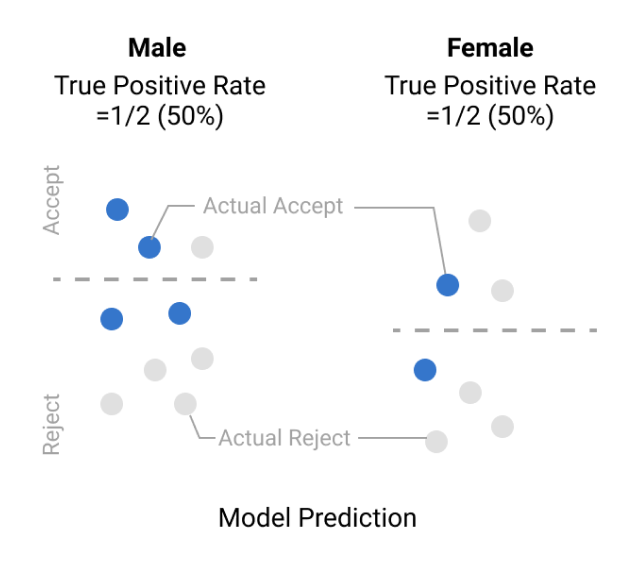 Male
True Positive Rate
=1/2 (50%)
Female
True Positive Rate
=1/2 (50%)
Accept
Actual Accept
Reject
Actual Reject
Model Prediction